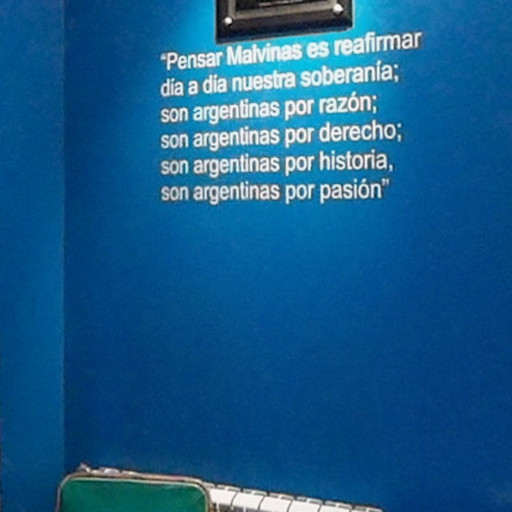 “Pensar Malvinas es reafirmar
día a día nuestra soberanía;
son argentinas por razón;
son argentinas por derecho;
son argentinas por historia,
son argentinas por pasión”